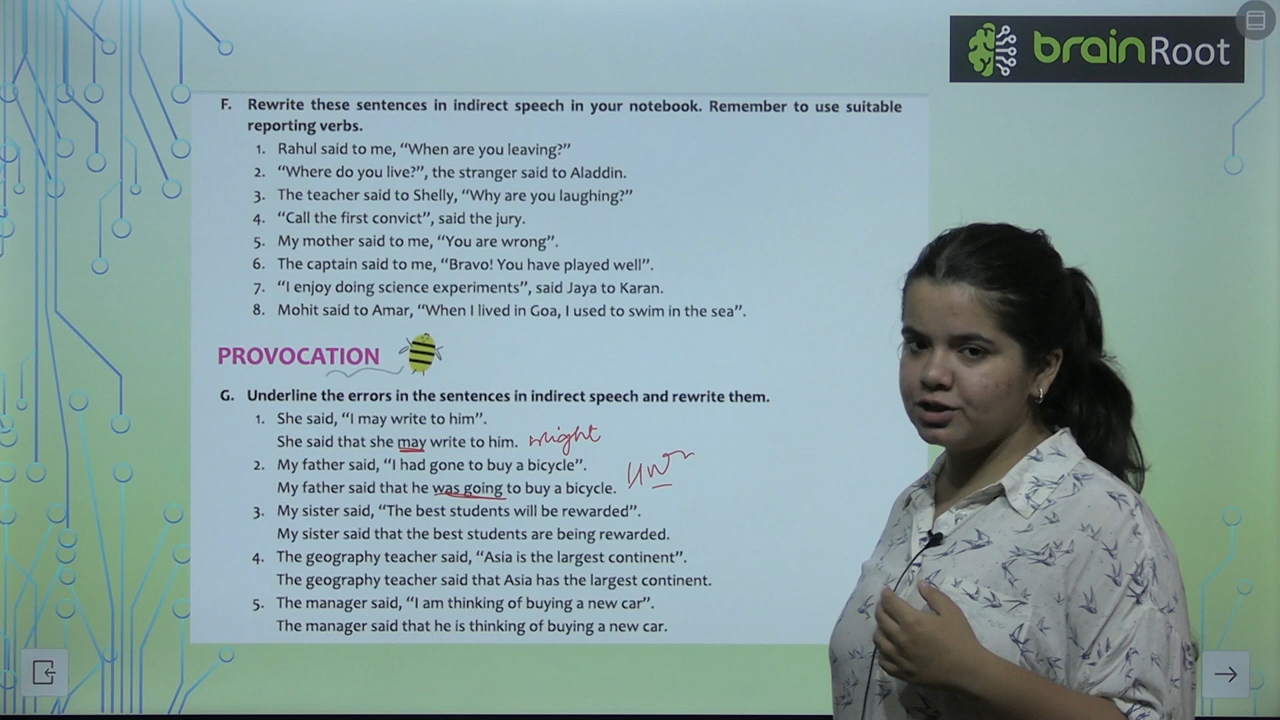 brainRoot
F. Rewrite these sentences in indirect speech in your notebook. Remember to use suitable
reporting verbs.
1. Rahul said to me, “When are you leaving?”
2. “Where do you live?”, the stranger said to Aladdin.
3. The teacher said to Shelly, “Why are you laughing?”
4. “Call the first convict”, said the jury.
5. My mother said to me, “You are wrong”.
6. The captain said to me, “Bravo! You have played well”.
7. “I enjoy doing science experiments”, said Jaya to Karan.
8. Mohit said to Amar, “When I lived in Goa, I used to swim in the sea”.
PROVOCATION
G. Underline the errors in the sentences in indirect speech and rewrite them.
1. She said, “I may write to him”.
She said that she may write to him. might
2. My father said, “I had gone to buy a bicycle”.
My father said that he was going to buy a bicycle.
3. My sister said, “The best students will be rewarded”.
My sister said that the best students are being rewarded.
4. The geography teacher said, “Asia is the largest continent”.
The geography teacher said that Asia has the largest continent.
5. The manager said, “I am thinking of buying a new car”.
The manager said that he is thinking of buying a new car.